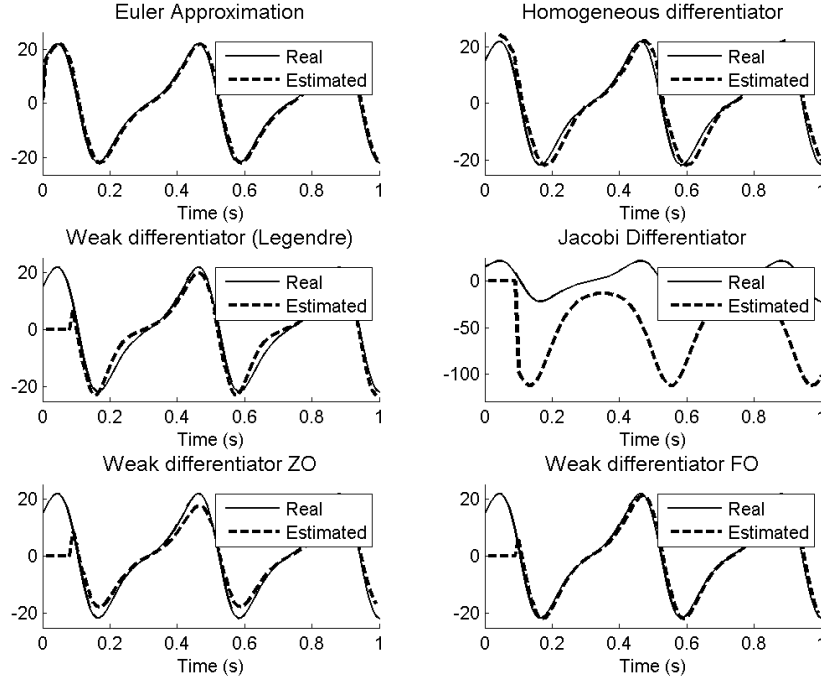 Euler Approximation
20
0
-20
Real
Estimated
0 0.2 0.4 0.6 0.8 1
Time (s)
Homogeneous differentiator
20
0
-20
Real
Estimated
0 0.2 0.4 0.6 0.8 1
Time (s)
Weak differentiator (Legendre)
20
0
-20
Real
Estimated
0 0.2 0.4 0.6 0.8 1
Time (s)
Jacobi Differentiator
0
-50
-100
Real
Estimated
0 0.2 0.4 0.6 0.8 1
Time (s)
Weak differentiator ZO
20
0
-20
Real
Estimated
0 0.2 0.4 0.6 0.8 1
Time (s)
Weak differentiator FO
20
0
-20
Real
Estimated
0 0.2 0.4 0.6 0.8 1
Time (s)